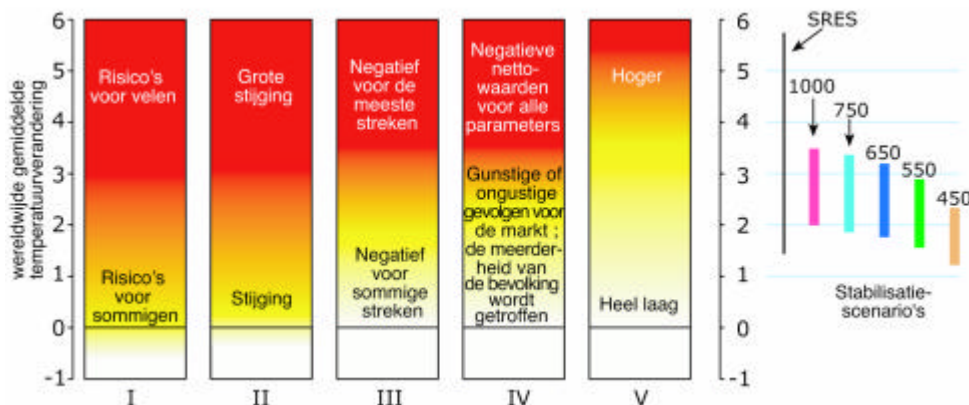 wereldwijde gemiddelde
temperatuurverandering
6
5
4
3
2
1
0
-1
Risico's
voor velen
Risico's
voor
sommigen
I
Grote
stijging
Stijging
II
Negatief
voor de
meeste
streken
Negatief
voor
sommige
streken
III
Negatieve
netto-
waarden
voor alle
parameters
Gunstige of
ongustige
gevolgen voor
de markt ;
de meerder-
heid van
de bevolking
wordt
getroffen
IV
Hoger
Heel laag
V
6
5
4
3
2
1
0
-1
SRES
1000
750
650
550
450
Stabilisatie-
scenario's